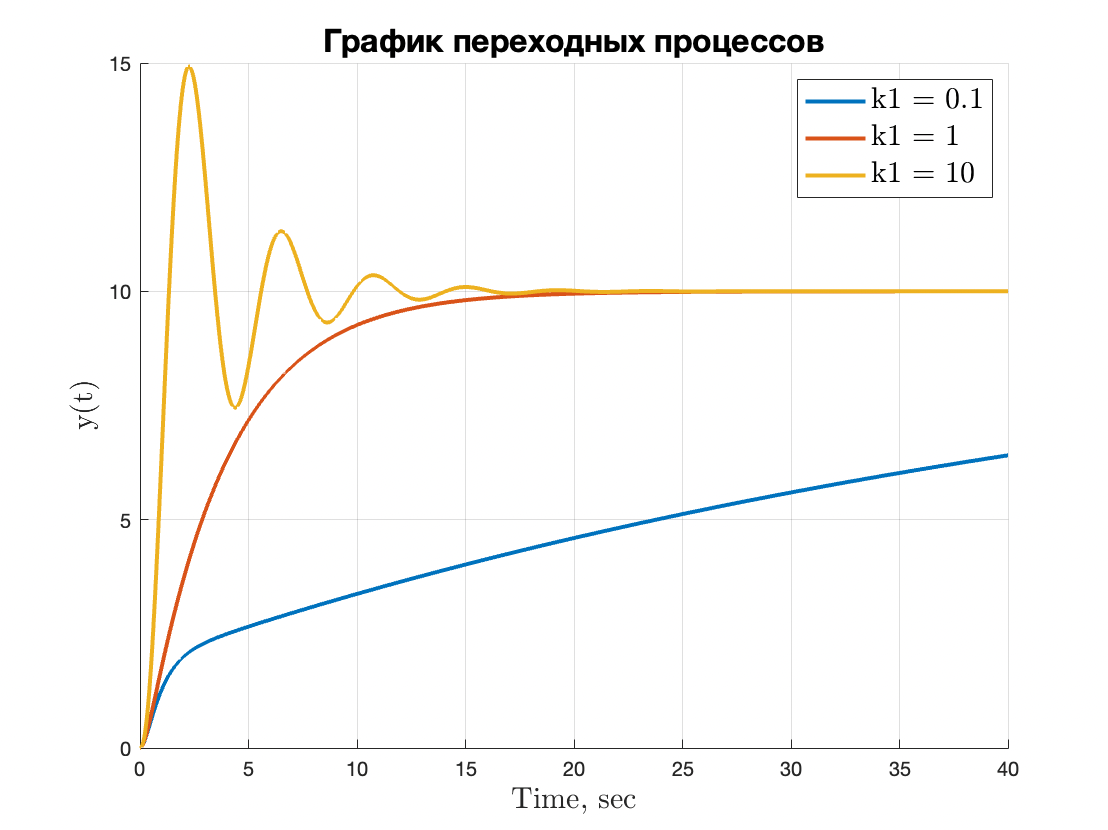 График переходных процессов
k1 = 0.1
k1 = 1
k1 = 10
15
10
5
0
y(t)
0 5 10 15 20 25 30 35 40
Time, sec